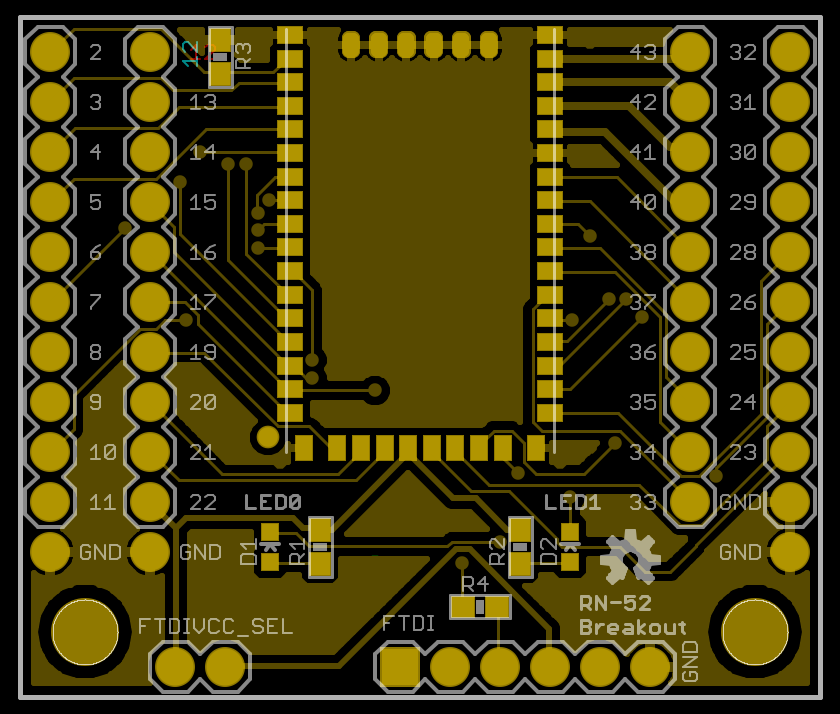 2
3
4
5
6
7
8
9
10
11
GND
12
13
14
15
16
17
19
20
21
22
GND
R3
43
42
41
40
38
37
36
35
34
33
32
31
30
29
28
26
25
24
23
GND
GND
LED0
LED1
D1
R1
R2
D2
R4
RN-52
Breakout
FTDIVCC_SEL
FTDI
GND